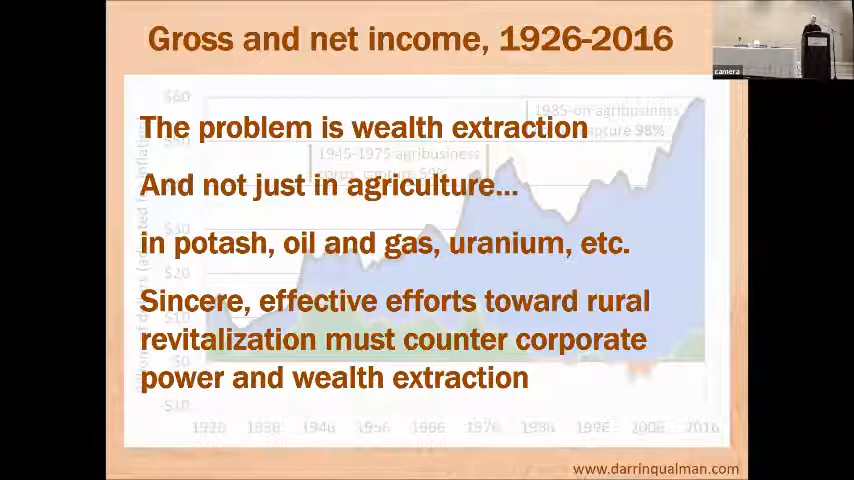 Gross and net income, 1926-2016
camera
$60
1985-on agribusiness
capture 98%
The problem is wealth extraction
1945-1975 agribusiness
And not just in agriculture...
in potash, oil and gas, uranium, etc.
$30
$20
Sincere, effective efforts toward rural
$10
revitalization must counter corporate
$0
power and wealth extraction
-$10
1926 1936 1946 1956 1966 1976 1986 1996 2006 2016
www.darrinqualman.com